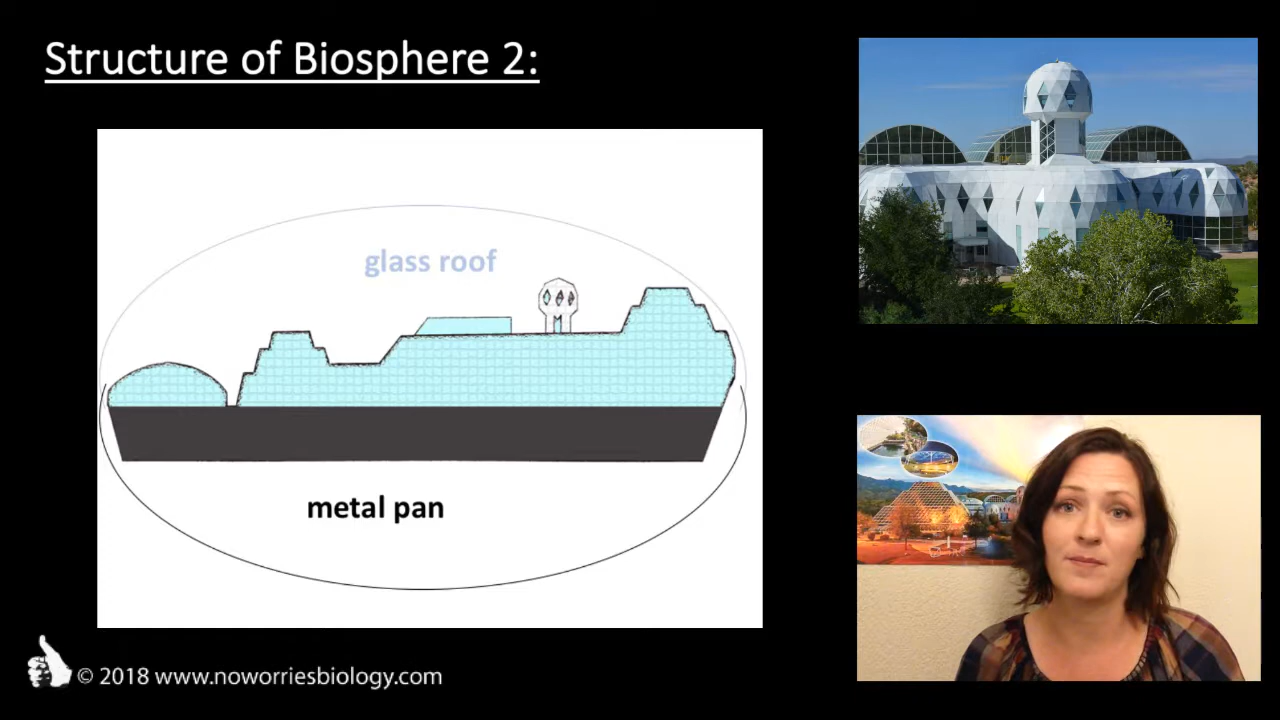 Structure of Biosphere 2:
glass roof
metal pan
© 2018 www.noworriesbiology.com